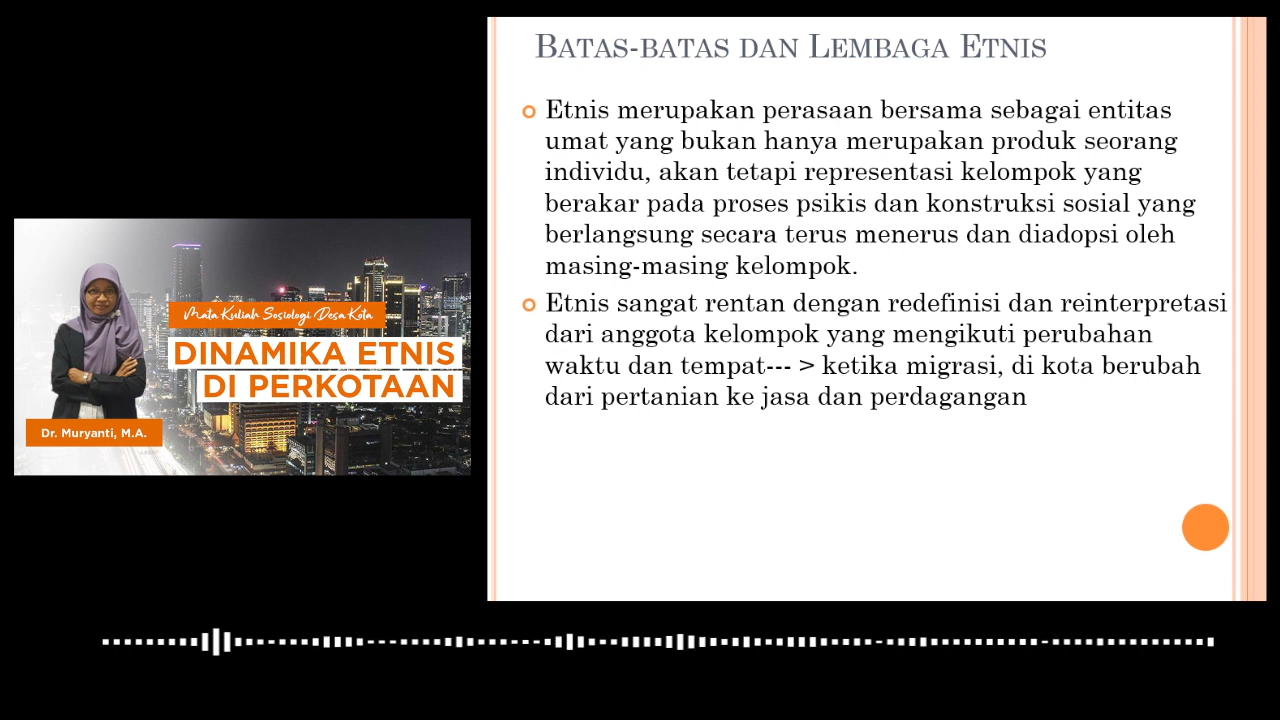 BATAS-BATAS DAN LEMBAGA ETNIS
Etnis merupakan perasaan bersama sebagai entitas
umat yang bukan hanya merupakan produk seorang
individu, akan tetapi representasi kelompok yang
berakar pada proses psikis dan konstruksi sosial yang
berlangsung secara terus menerus dan diadopsi oleh
masing-masing kelompok.
Etnis sangat rentan dengan redefinisi dan reinterpretasi
dari anggota kelompok yang mengikuti perubahan
waktu dan tempat--- > ketika migrasi, di kota berubah
dari pertanian ke jasa dan perdagangan
Mata Kuliah Sosiologi Desa Kota
DINAMIKA ETNIS
DI PERKOTAAN
Dr. Muryanti, M.A.